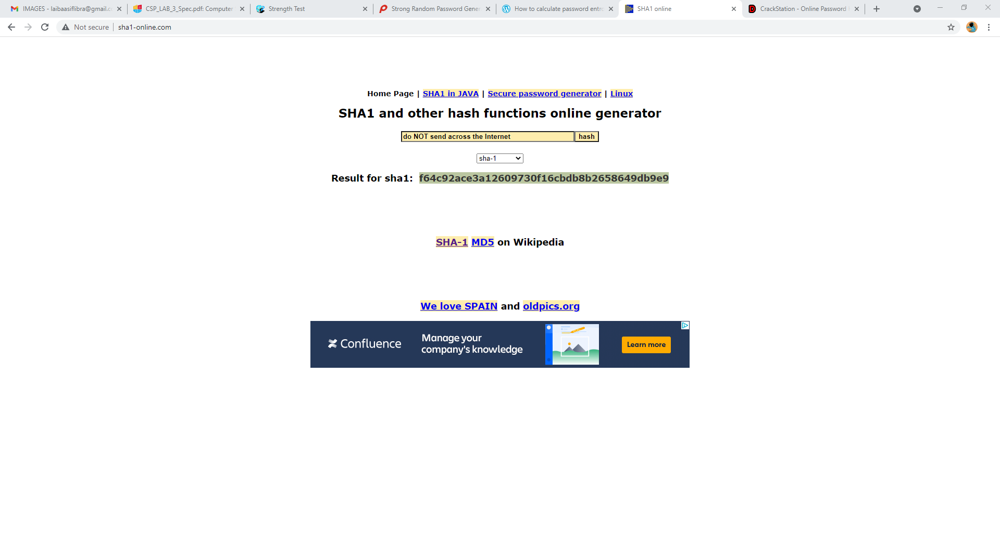 IMAGES - laibaasiflibra@gmail.c
CSP_LAB_3_Spec.pdf: Computer
Strength Test
Strong Random Password Gener
How to calculate password entro
SHA1 online
CrackStation - Online Password
Not secure
sha1-online.com
Home Page | SHA1 in JAVA | Secure password generator | Linux
SHA1 and other hash functions online generator
do NOT send across the Internet hash
sha-1
Result for sha1: f64c92ace3a12609730f16cbdb8b2658649db9e9
SHA-1 MD5 on Wikipedia
We love SPAIN and oldpics.org
Confluence
Manage your
company's knowledge
Learn more